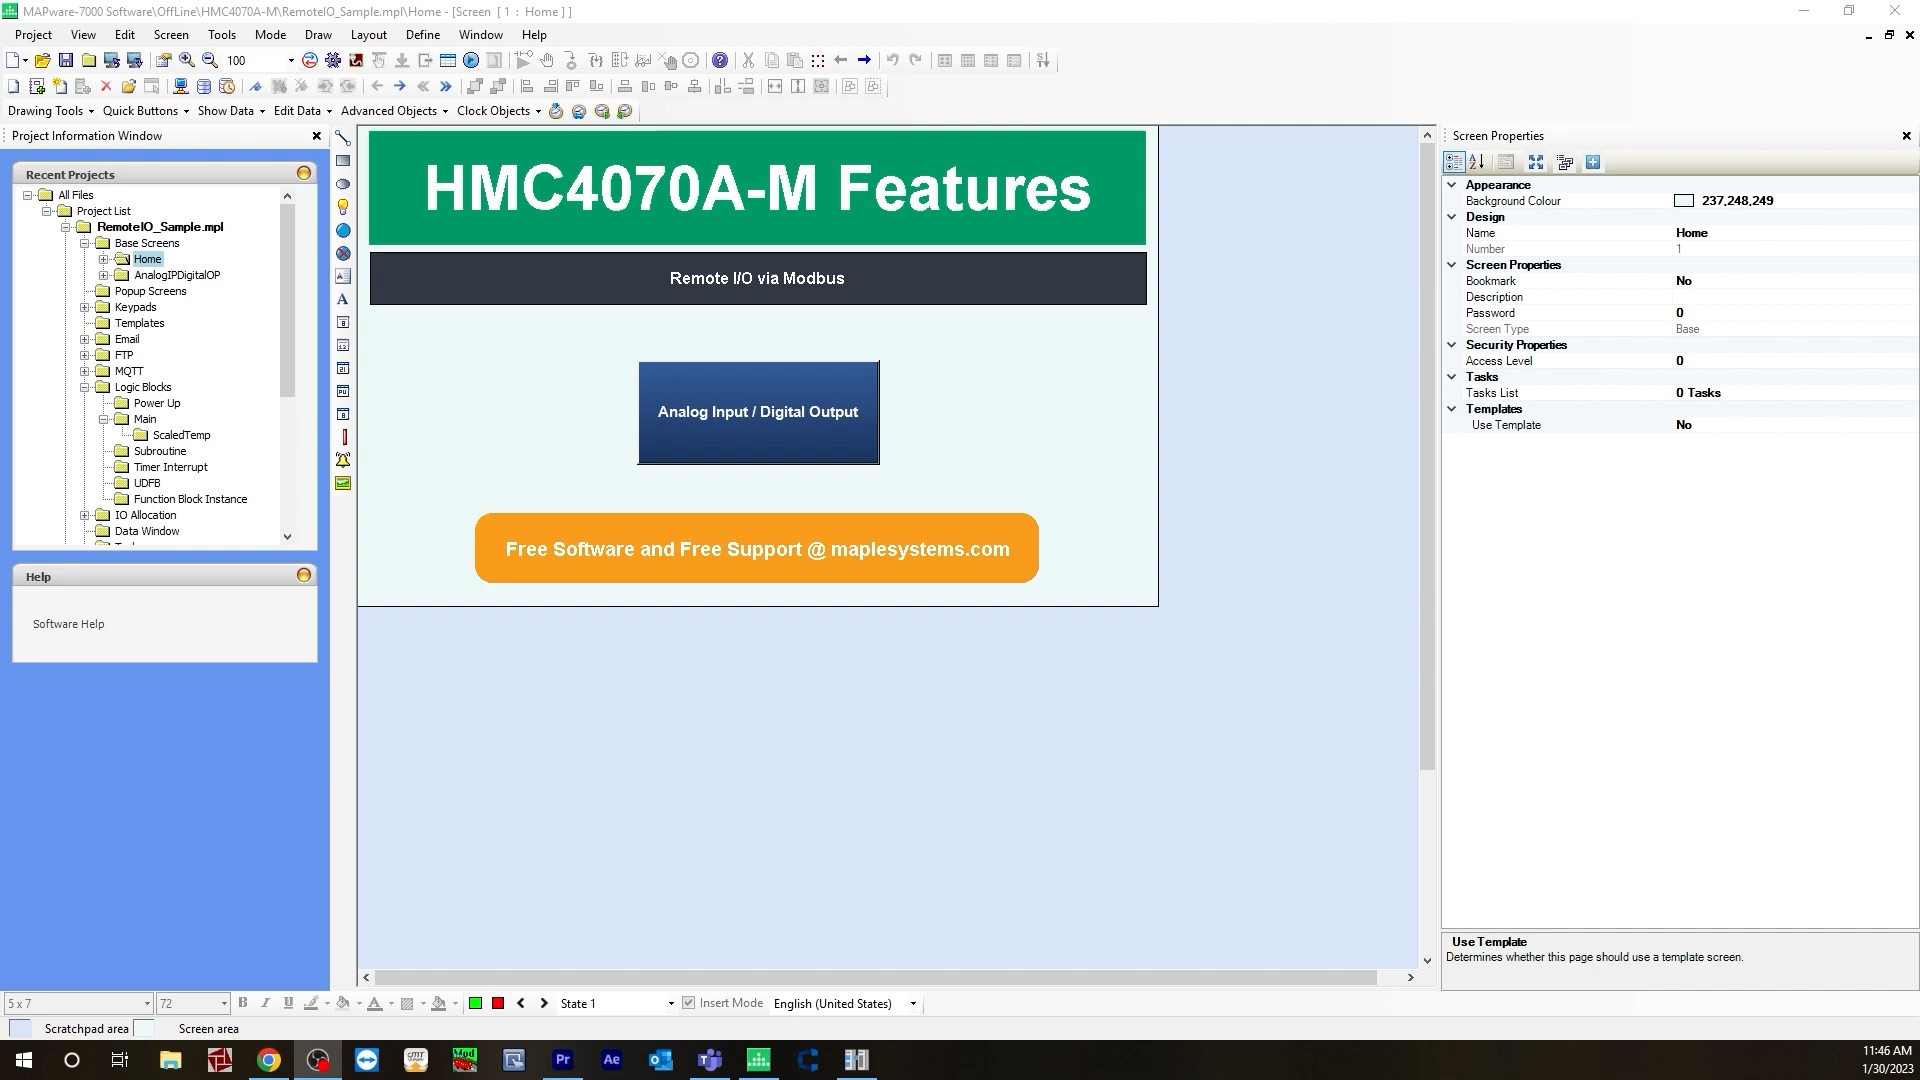 MAPware-7000 Software\OffLine\HMC4070A-M\RemoteIO_Sample.mpl\Home - [Screen [ 1 : Home ] ]
Project View Edit Screen Tools Mode Draw Layout Define Window Help
100
Drawing Tools Quick Buttons Show Data Edit Data Advanced Objects Clock Objects
Project Information Window
Recent Projects
All Files
Project List
RemoteIO_Sample.mpl
Base Screens
Home
AnalogIPDigitalOP
Popup Screens
Keypads
Templates
Email
FTP
MQTT
Logic Blocks
Power Up
Main
ScaledTemp
Subroutine
Timer Interrupt
UDFB
Function Block Instance
IO Allocation
Data Window
Help
Software Help
HMC4070A-M Features
Remote I/O via Modbus
Analog Input / Digital Output
Free Software and Free Support @ maplesystems.com
Screen Properties
Appearance
Background Colour 237,248,249
Design
Name Home
Number 1
Screen Properties
Bookmark No
Description
Password 0
Screen Type Base
Security Properties
Access Level 0
Tasks
Tasks List 0 Tasks
Templates
Use Template No
Use Template
Determines whether this page should use a template screen.
5 x 7 72 B I U A State 1 Insert Mode English (United States)
Scratchpad area Screen area
11:46 AM
1/30/2023